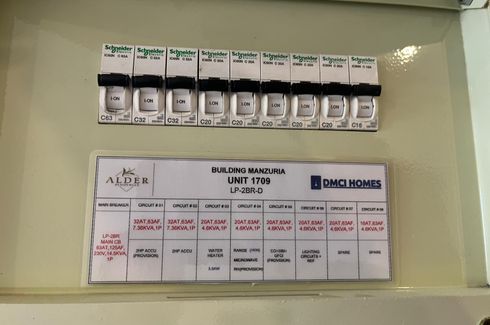 Schneider Schneider Schneider Schneider Schneider Schneider Schneider Schneider Schneider
I-ON I-ON I-ON I-ON I-ON I-ON I-ON I-ON I-ON
C63 C32 C32 C20 C20 C20 C20 C20 C16
ALDER
BUILDING MANZURIA
UNIT 1709
LP-2BR-D
DMCI HOMES
MAIN BREAKER CIRCUIT # 01 CIRCUIT # 02 CIRCUIT # 03 CIRCUIT # 04 CIRCUIT # 05 CIRCUIT # 06 CIRCUIT # 07 CIRCUIT # 08
32AT,63AF, 32AT,63AF, 20AT,63AF, 20AT,63AF, 20AT,63AF, 20AT,63AF, 20AT,63AF, 16AT,63AF,
7.36KVA,1P 7.36KVA,1P 4.6KVA,1P 4.6KVA,1P 4.6KVA,1P 4.6KVA,1P 4.6KVA,1P
LP-2BR
MAIN CB
63AT,125AF,
230V,14.5KVA,
1P
2HP ACCU 2HP ACCU WATER RANGE LIGHTING SPARE SPARE
(PROVISION) (PROVISION) HEATER MICROWAVE GFCI CIRCUITS +
(PROVISION) REF